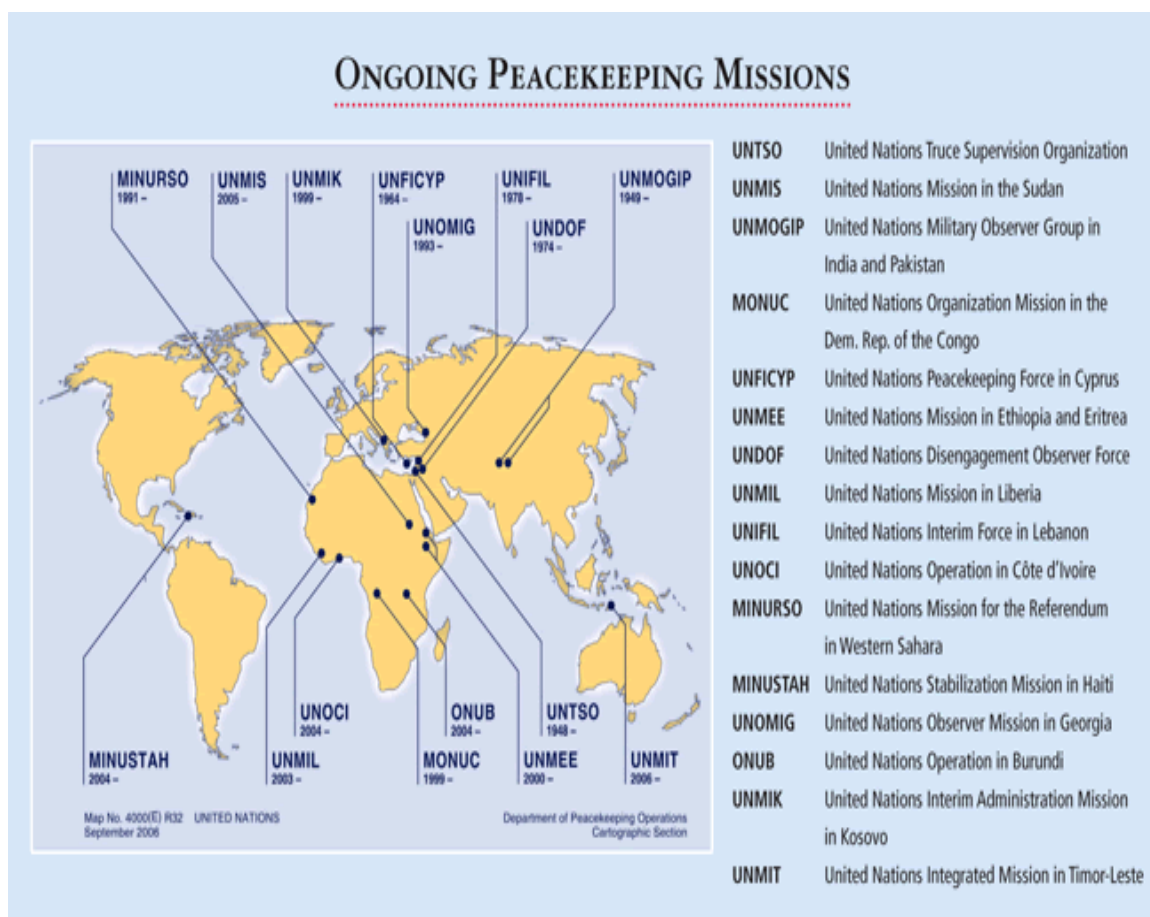 ONGOING PEACEKEEPING MISSIONS
MINURSO
1991 –
UNMIS
2005 –
UNMIK
1999 –
UNFICYP
1964 –
UNIFIL
1978 –
UNMOGIP
1949 –
UNOMIG
1993 –
UNDOF
1974 –
UNOCI
2004 –
ONUB
2004 –
UNTSO
1948 –
MINUSTAH
2004 –
UNMIL
2003 –
MONUC
1999 –
UNMEE
2000 –
UNMIT
2006 –
Map No. 4000(E) R32 UNITED NATIONS
September 2006
Department of Peacekeeping Operations
Cartographic Section
UNTSO United Nations Truce Supervision Organization
UNMIS United Nations Mission in the Sudan
UNMOGIP United Nations Military Observer Group in
India and Pakistan
MONUC United Nations Organization Mission in the
Dem. Rep. of the Congo
UNFICYP United Nations Peacekeeping Force in Cyprus
UNMEE United Nations Mission in Ethiopia and Eritrea
UNDOF United Nations Disengagement Observer Force
UNMIL United Nations Mission in Liberia
UNIFIL United Nations Interim Force in Lebanon
UNOCI United Nations Operation in Côte d'Ivoire
MINURSO United Nations Mission for the Referendum
in Western Sahara
MINUSTAH United Nations Stabilization Mission in Haiti
UNOMIG United Nations Observer Mission in Georgia
ONUB United Nations Operation in Burundi
UNMIK United Nations Interim Administration Mission
in Kosovo
UNMIT United Nations Integrated Mission in Timor-Leste